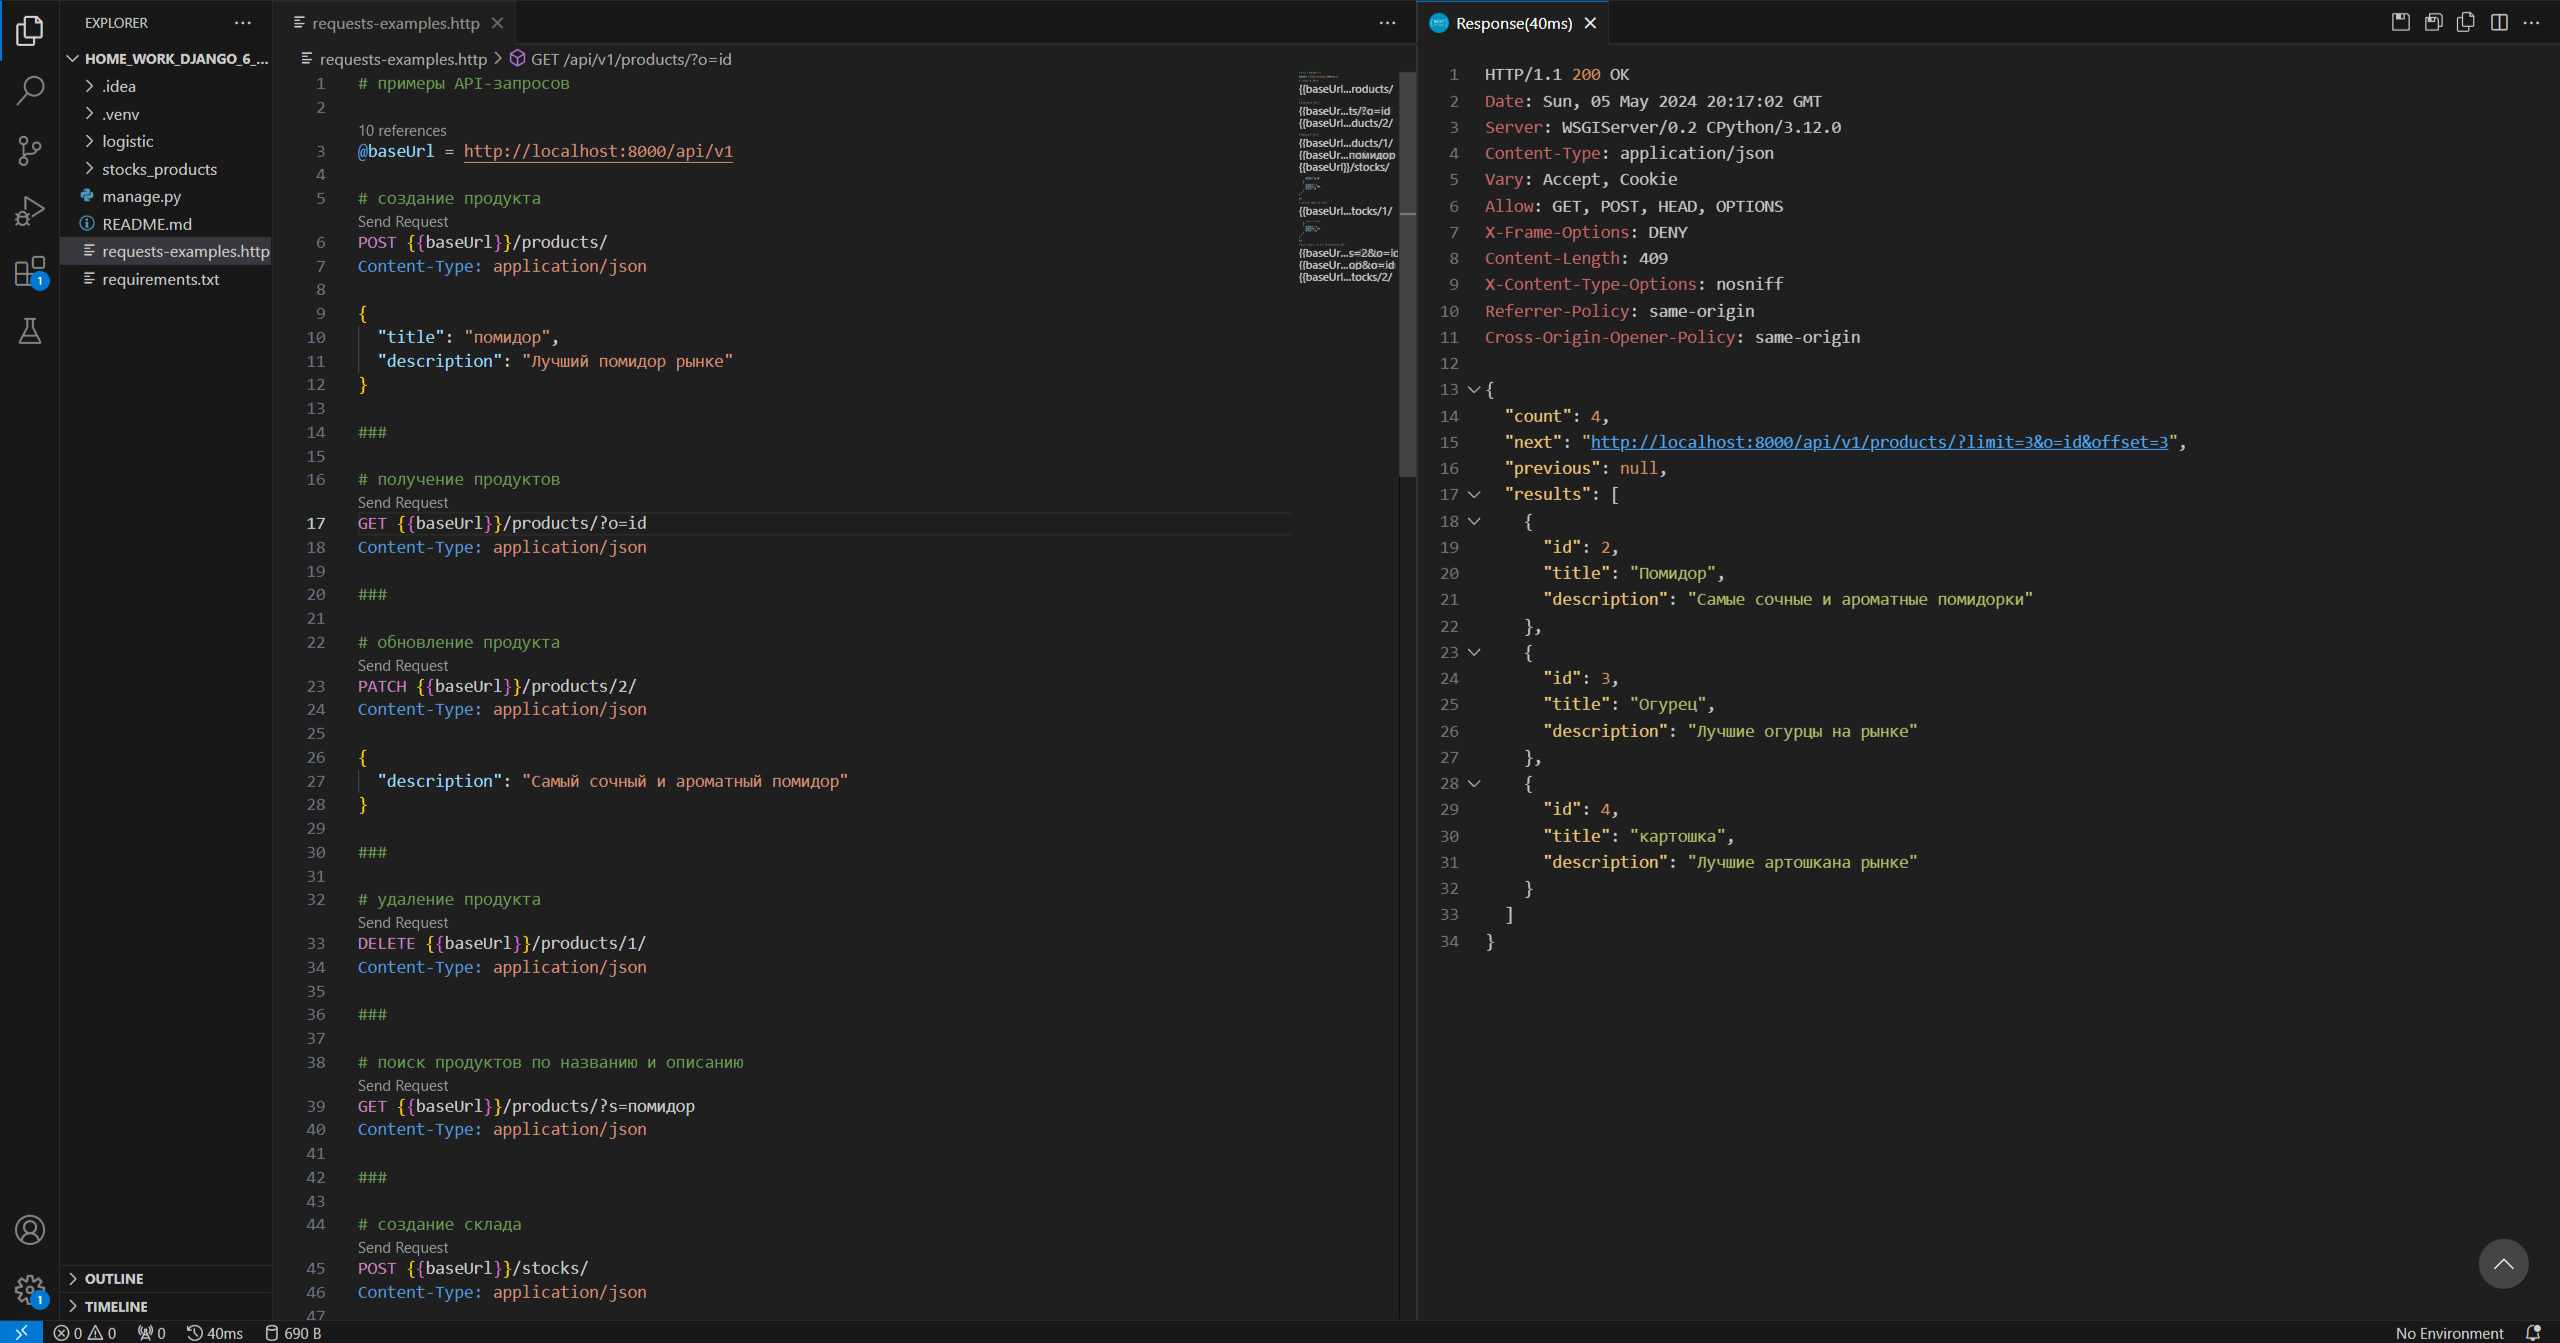 EXPLORER
HOME_WORK_DJANGO_6_...
.idea
.venv
logistic
stocks_products
manage.py
README.md
requests-examples.http
requirements.txt
OUTLINE
TIMELINE
requests-examples.http
requests-examples.http > GET /api/v1/products/?o=id
1 # примеры API-запросов
2
10 references
3 @baseUrl = http://localhost:8000/api/v1
4
5 # создание продукта
Send Request
6 POST {{baseUrl}}/products/
7 Content-Type: application/json
8
9 {
10 "title": "помидор",
11 "description": "Лучший помидор рынке"
12 }
13
14 ###
15
16 # получение продуктов
Send Request
17 GET {{baseUrl}}/products/?o=id
18 Content-Type: application/json
19
20 ###
21
22 # обновление продукта
Send Request
23 PATCH {{baseUrl}}/products/2/
24 Content-Type: application/json
25
26 {
27 "description": "Самый сочный и ароматный помидор"
28 }
29
30 ###
31
32 # удаление продукта
Send Request
33 DELETE {{baseUrl}}/products/1/
34 Content-Type: application/json
35
36 ###
37
38 # поиск продуктов по названию и описанию
Send Request
39 GET {{baseUrl}}/products/?s=помидор
40 Content-Type: application/json
41
42 ###
43
44 # создание склада
Send Request
45 POST {{baseUrl}}/stocks/
46 Content-Type: application/json
47
{{baseUrl...roducts/
{{baseUr...ts/?o=id
{{baseUrl...ducts/2/
{{baseUrl...ducts/1/
{{baseUr...помидор
{{baseUrl}}/stocks/
{{baseUrl...tocks/1/
{{baseUr...s=2&o=id
{{baseUr...ор&o=id
{{baseUrl...tocks/2/
Response(40ms)
1 HTTP/1.1 200 OK
2 Date: Sun, 05 May 2024 20:17:02 GMT
3 Server: WSGIServer/0.2 CPython/3.12.0
4 Content-Type: application/json
5 Vary: Accept, Cookie
6 Allow: GET, POST, HEAD, OPTIONS
7 X-Frame-Options: DENY
8 Content-Length: 409
9 X-Content-Type-Options: nosniff
10 Referrer-Policy: same-origin
11 Cross-Origin-Opener-Policy: same-origin
12
13 {
14 "count": 4,
15 "next": "http://localhost:8000/api/v1/products/?limit=3&o=id&offset=3",
16 "previous": null,
17 "results": [
18 {
19 "id": 2,
20 "title": "Помидор",
21 "description": "Самые сочные и ароматные помидорки"
22 },
23 {
24 "id": 3,
25 "title": "Огурец",
26 "description": "Лучшие огурцы на рынке"
27 },
28 {
29 "id": 4,
30 "title": "картошка",
31 "description": "Лучшие артошкана рынке"
32 }
33 ]
34 }
1
1
0 0 0 40ms 690 B
No Environment